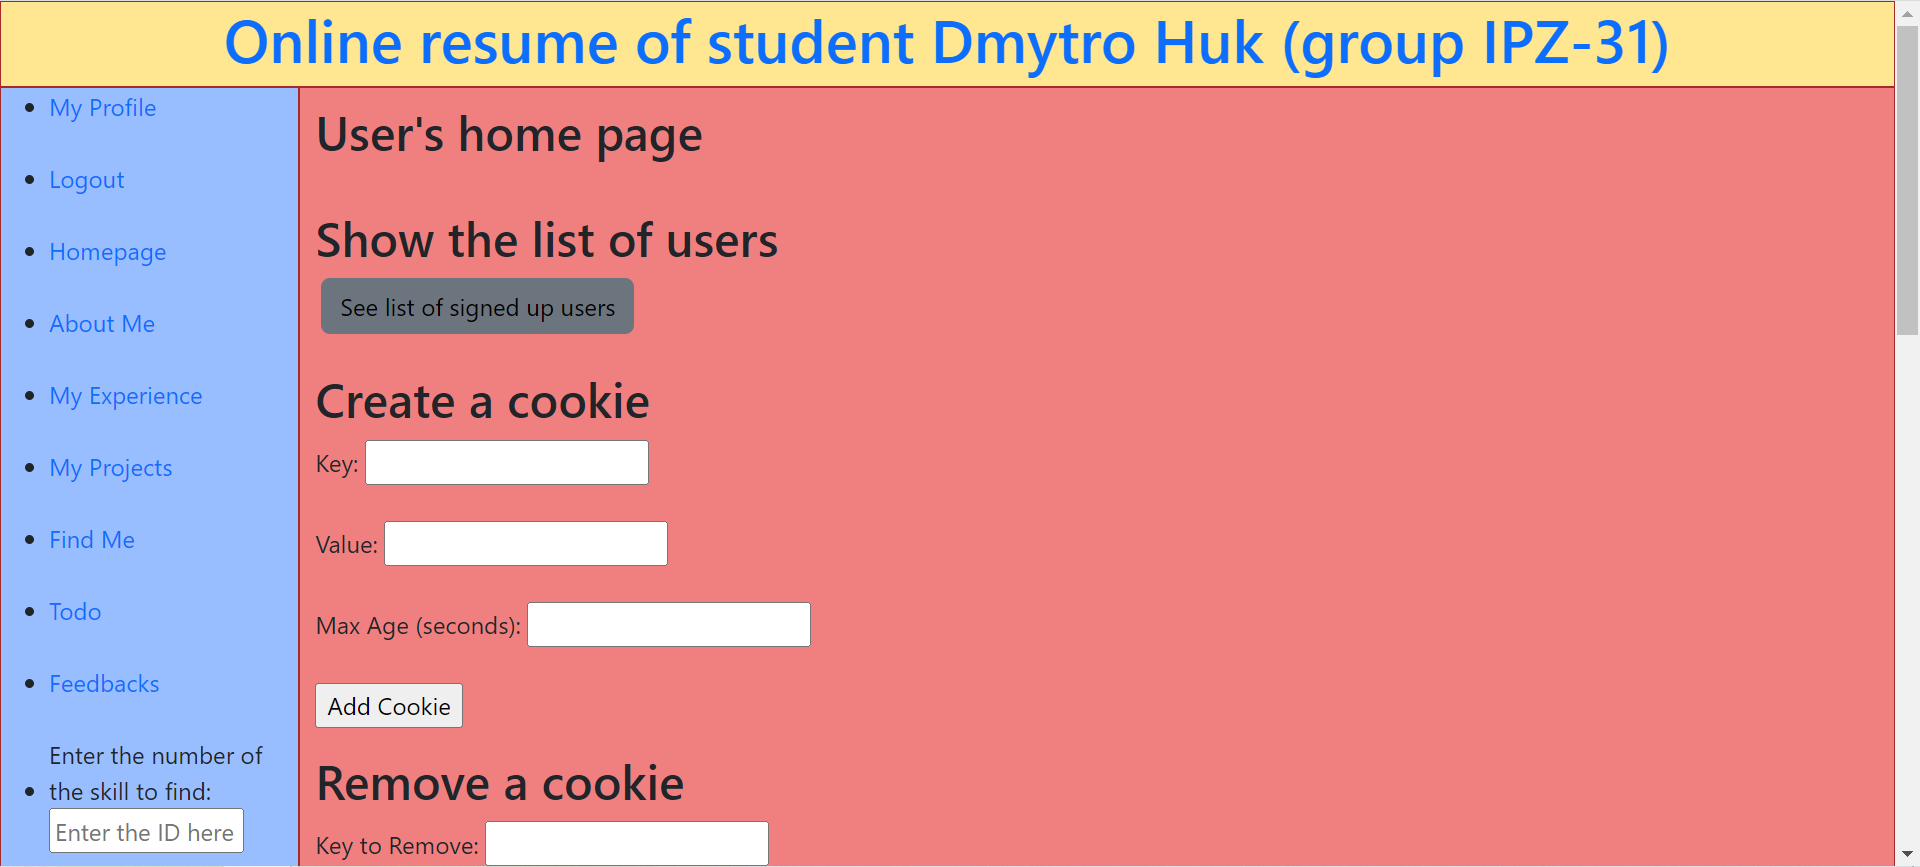 Online resume of student Dmytro Huk (group IPZ-31)
My Profile
Logout
Homepage
About Me
My Experience
My Projects
Find Me
Todo
Feedbacks
Enter the number of
the skill to find:
Enter the ID here
User's home page
Show the list of users
See list of signed up users
Create a cookie
Key:
Value:
Max Age (seconds):
Add Cookie
Remove a cookie
Key to Remove: